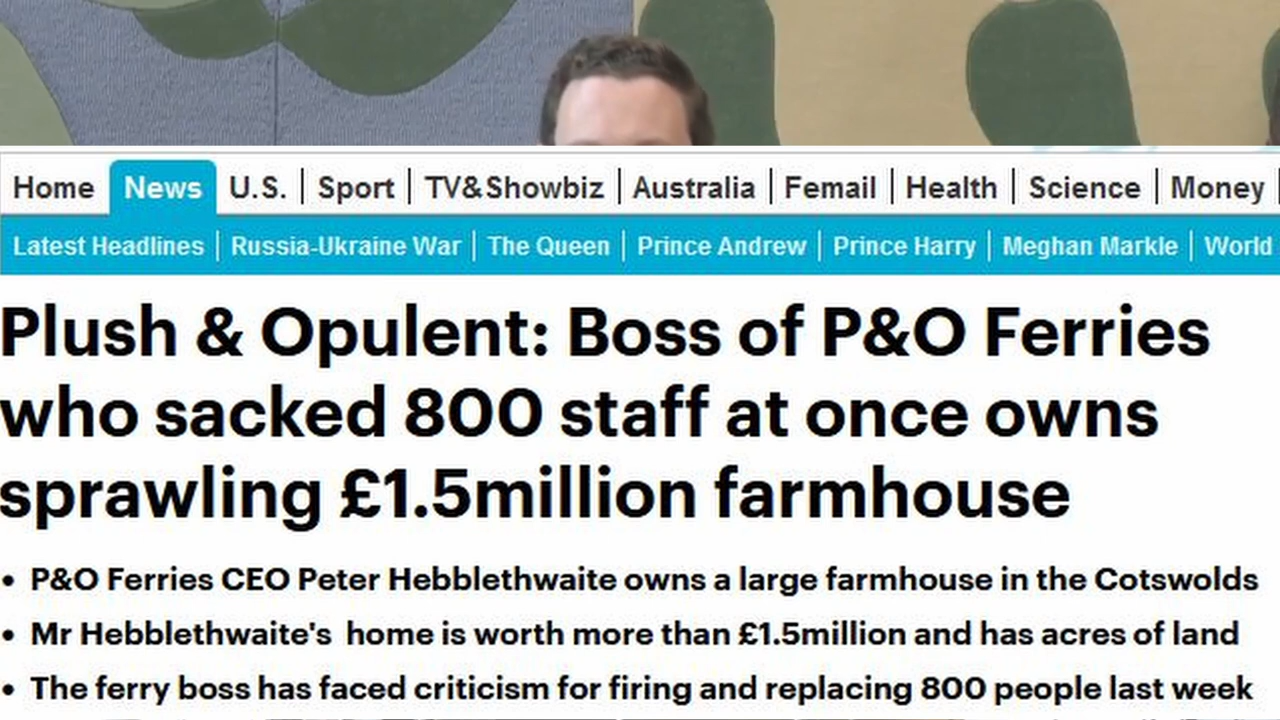 Home News U.S. Sport TV&Showbiz Australia Femail Health Science Money
Latest Headlines Russia-Ukraine War The Queen Prince Andrew Prince Harry Meghan Markle World
Plush & Opulent: Boss of P&O Ferries
who sacked 800 staff at once owns
sprawling £1.5million farmhouse
• P&O Ferries CEO Peter Hebblethwaite owns a large farmhouse in the Cotswolds
• Mr Hebblethwaite's home is worth more than £1.5million and has acres of land
• The ferry boss has faced criticism for firing and replacing 800 people last week